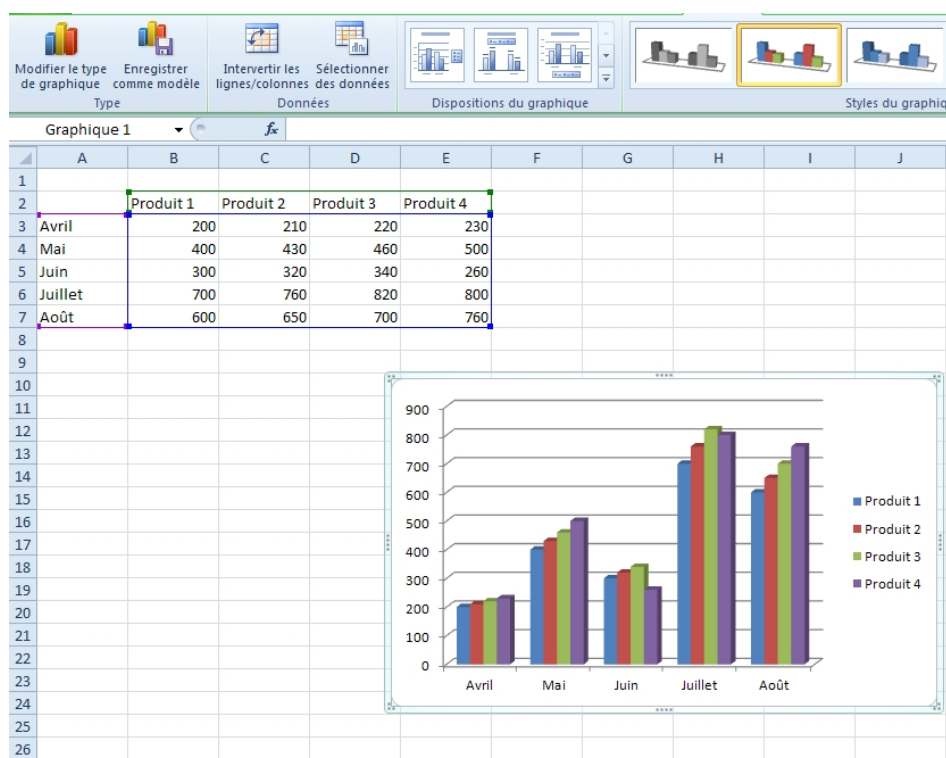 Modifier le type Enregistrer Intervertir les Sélectionner
de graphique comme modèle lignes/colonnes des données
Type Données Dispositions du graphique Styles du graphiq
Graphique 1 fx
A B C D E F G H I J
1
2 Produit 1 Produit 2 Produit 3 Produit 4
3 Avril 200 210 220 230
4 Mai 400 430 460 500
5 Juin 300 320 340 260
6 Juillet 700 760 820 800
7 Août 600 650 700 760
8
9
10
11
12
13
14
15
16
17
18
19
20
21
22
23
24
25
26
900
800
700
600
500
400
300
200
100
0
Avril Mai Juin Juillet Août
Produit 1
Produit 2
Produit 3
Produit 4